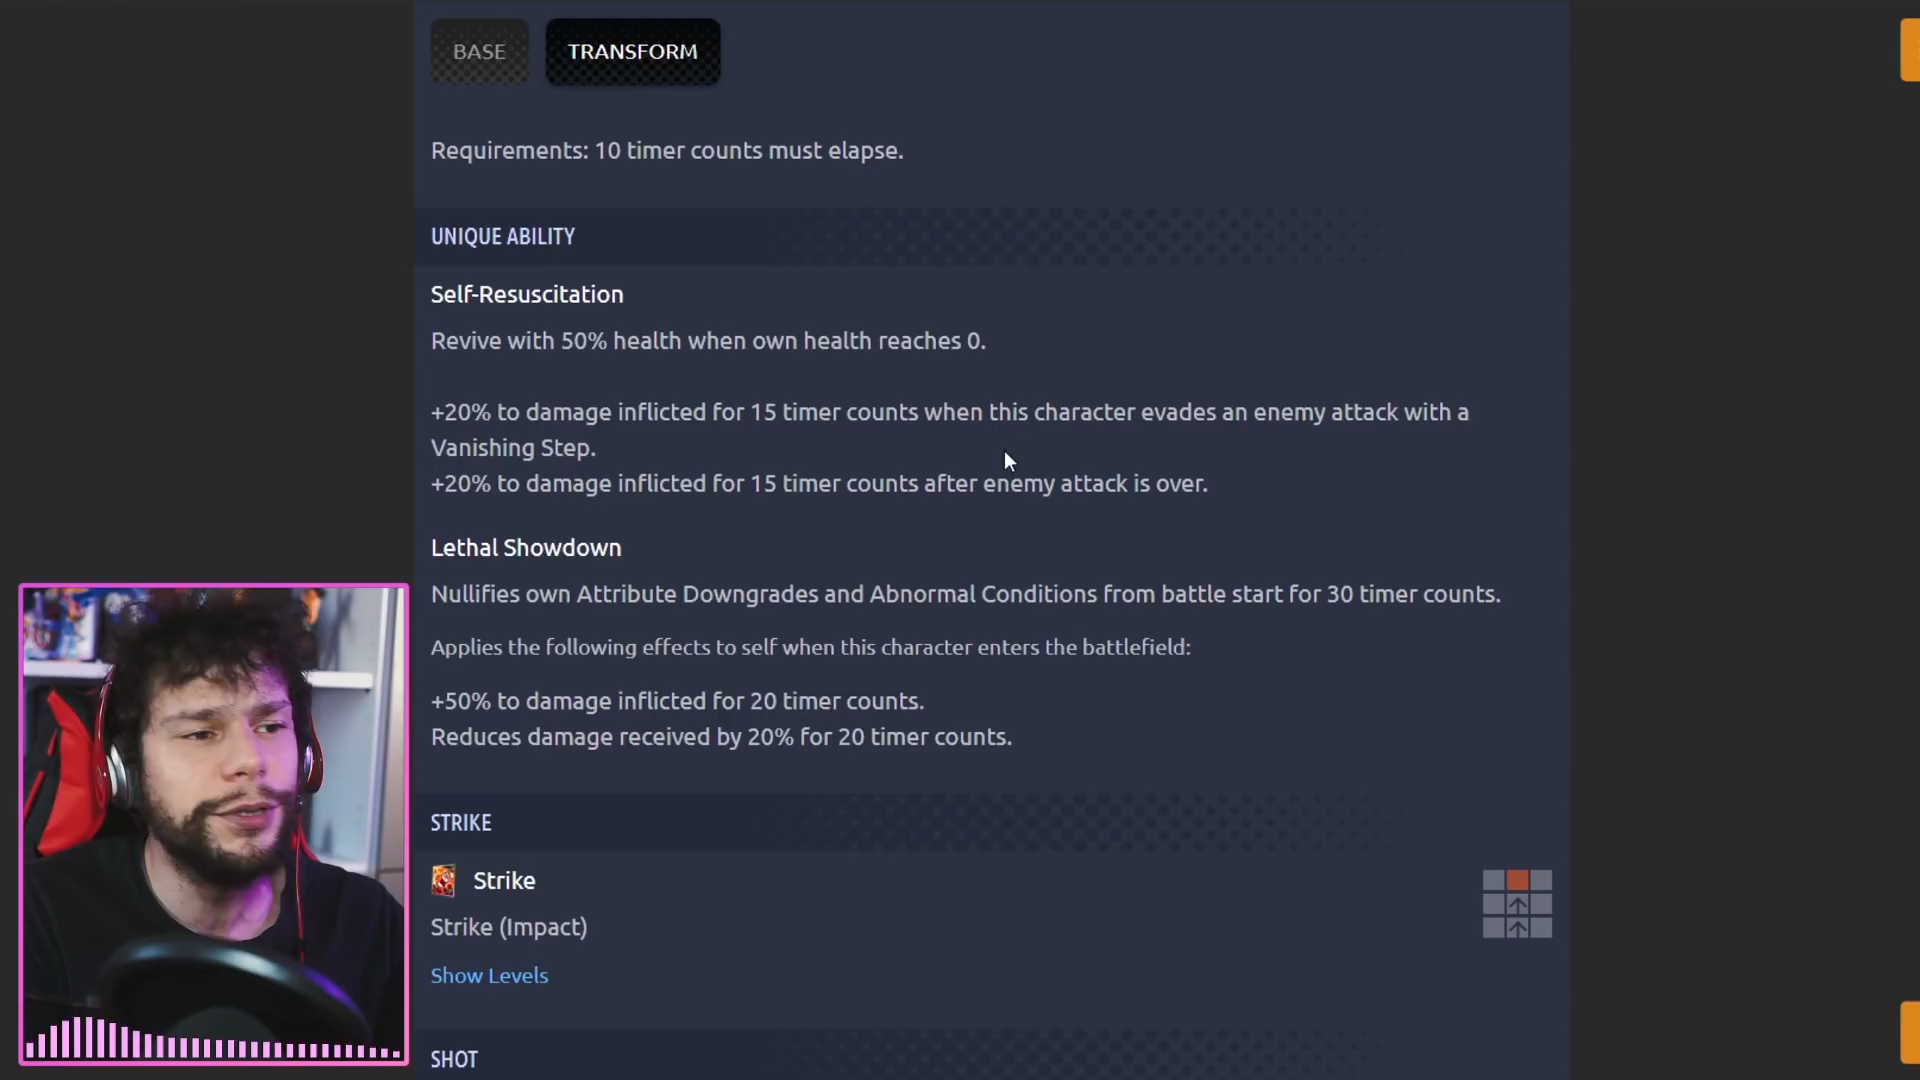 BASE
TRANSFORM
Requirements: 10 timer counts must elapse.
UNIQUE ABILITY
Self-Resuscitation
Revive with 50% health when own health reaches 0.
+20% to damage inflicted for 15 timer counts when this character evades an enemy attack with a
Vanishing Step.
+20% to damage inflicted for 15 timer counts after enemy attack is over.
Lethal Showdown
Nullifies own Attribute Downgrades and Abnormal Conditions from battle start for 30 timer counts.
Applies the following effects to self when this character enters the battlefield:
+50% to damage inflicted for 20 timer counts.
Reduces damage received by 20% for 20 timer counts.
STRIKE
Strike
Strike (Impact)
Show Levels
SHOT